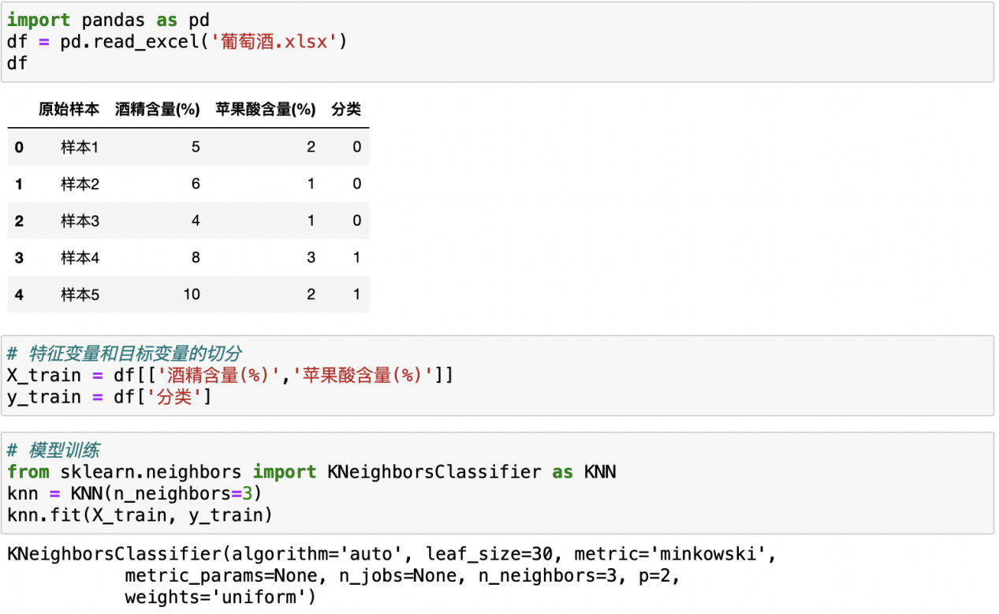 import pandas as pd
df = pd.read_excel('葡萄酒.xlsx')
df
原始样本 酒精含量(%) 苹果酸含量(%) 分类
0 样本1 5 2 0
1 样本2 6 1 0
2 样本3 4 1 0
3 样本4 8 3 1
4 样本5 10 2 1
# 特征变量和目标变量的切分
X_train = df[['酒精含量(%)','苹果酸含量(%)']]
y_train = df['分类']
# 模型训练
from sklearn.neighbors import KNeighborsClassifier as KNN
knn = KNN(n_neighbors=3)
knn.fit(X_train, y_train)
KNeighborsClassifier(algorithm='auto', leaf_size=30, metric='minkowski',
metric_params=None, n_jobs=None, n_neighbors=3, p=2,
weights='uniform')